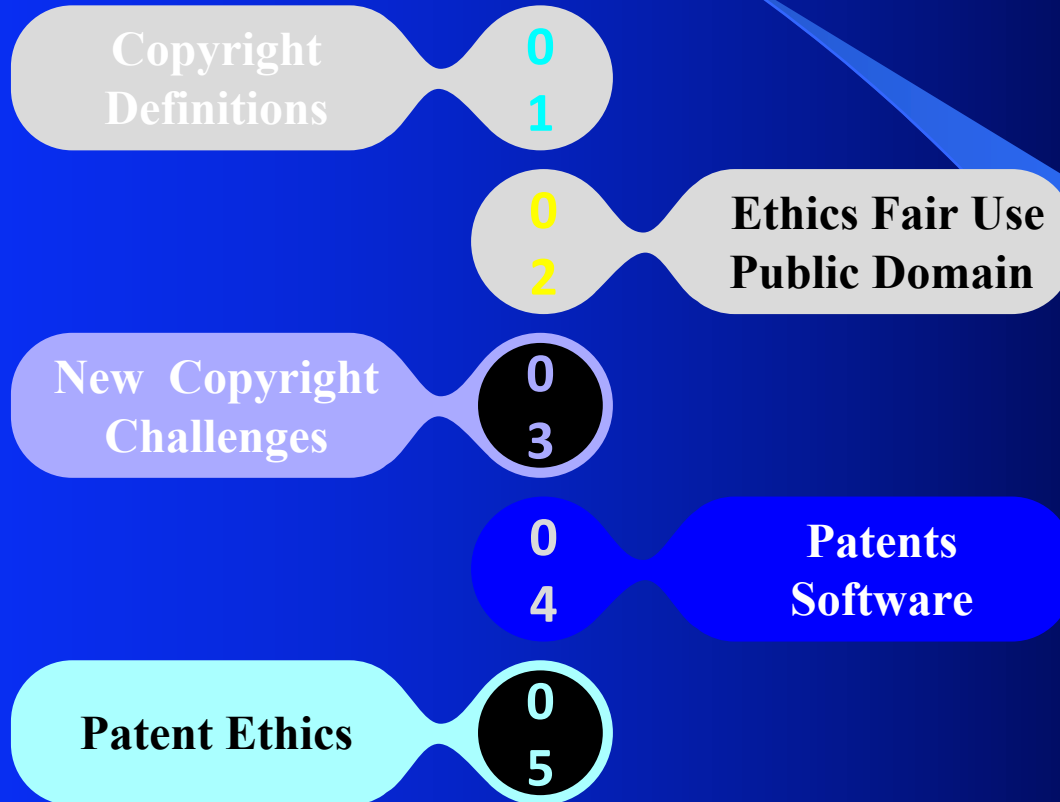 Copyright
Definitions
0
1
0
2
Ethics Fair Use
Public Domain
New Copyright
Challenges
0
3
0
4
Patents
Software
Patent Ethics
0
5